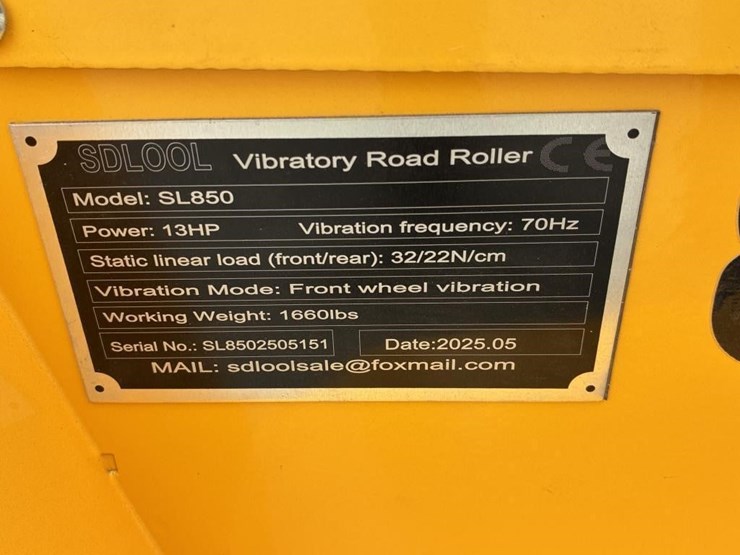 SDLOOL Vibratory Road Roller CE
Model: SL850
Power: 13HP Vibration frequency: 70Hz
Static linear load (front/rear): 32/22N/cm
Vibration Mode: Front wheel vibration
Working Weight: 1660lbs
Serial No.: SL8502505151 Date:2025.05
MAIL: sdloolsale@foxmail.com